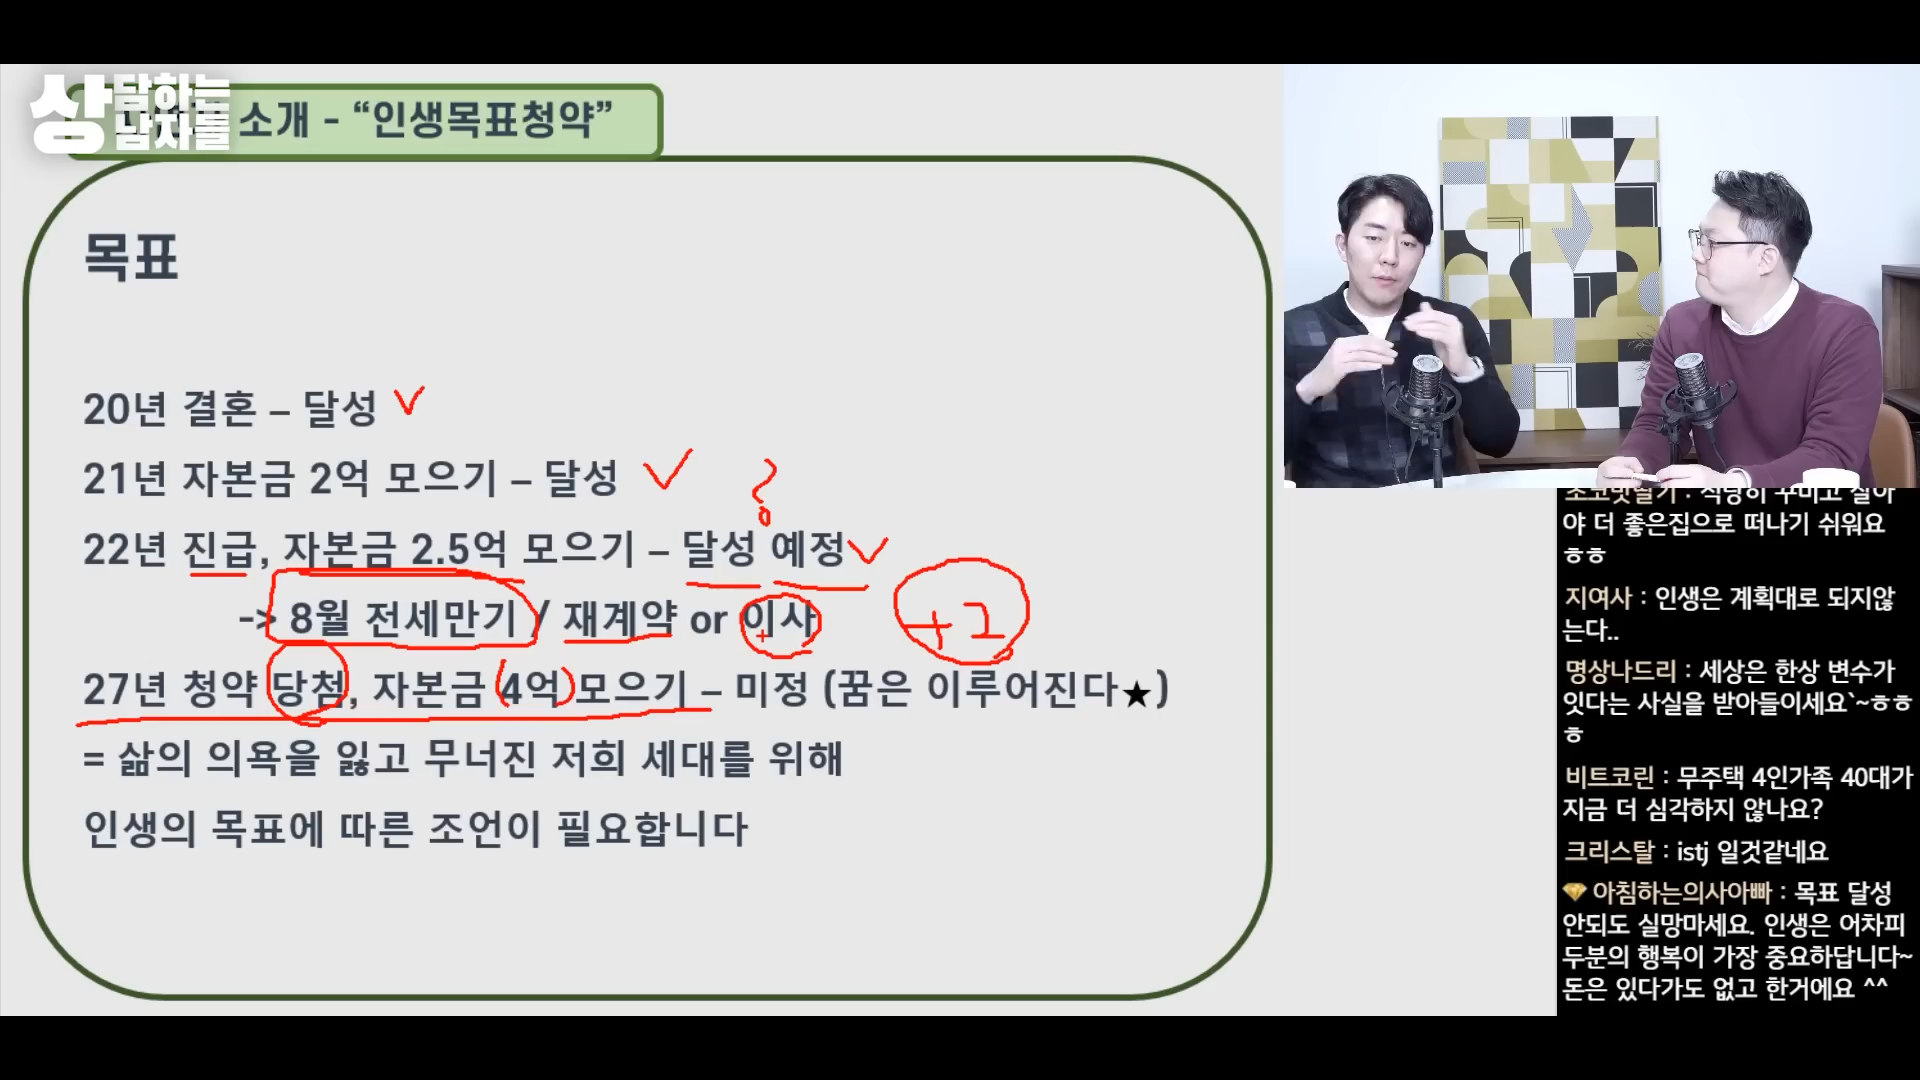 상담하는
남자들
소개 - “인생목표청약”
목표
20년 결혼 – 달성
21년 자본금 2억 모으기 – 달성
?
22년 진급, 자본금 2.5억 모으기 – 달성 예정
-> 8월 전세만기 / 재계약 or 이사
+2
27년 청약 당첨, 자본금 4억 모으기 – 미정 (꿈은 이루어진다★)
= 삶의 의욕을 잃고 무너진 저희 세대를 위해
인생의 목표에 따른 조언이 필요합니다
초코맛딸기 : 적당히 꾸미고 살아
야 더 좋은집으로 떠나기 쉬워요
ㅎㅎ
지여사 : 인생은 계획대로 되지않
는다..
명상나드리 : 세상은 한상 변수가
잇다는 사실을 받아들이세요`~ㅎㅎ
ㅎ
비트코린 : 무주택 4인가족 40대가
지금 더 심각하지 않나요?
크리스탈 : istj 일것같네요
아침하는의사아빠 : 목표 달성
안되도 실망마세요. 인생은 어차피
두분의 행복이 가장 중요하답니다~
돈은 있다가도 없고 한거에요 ^^